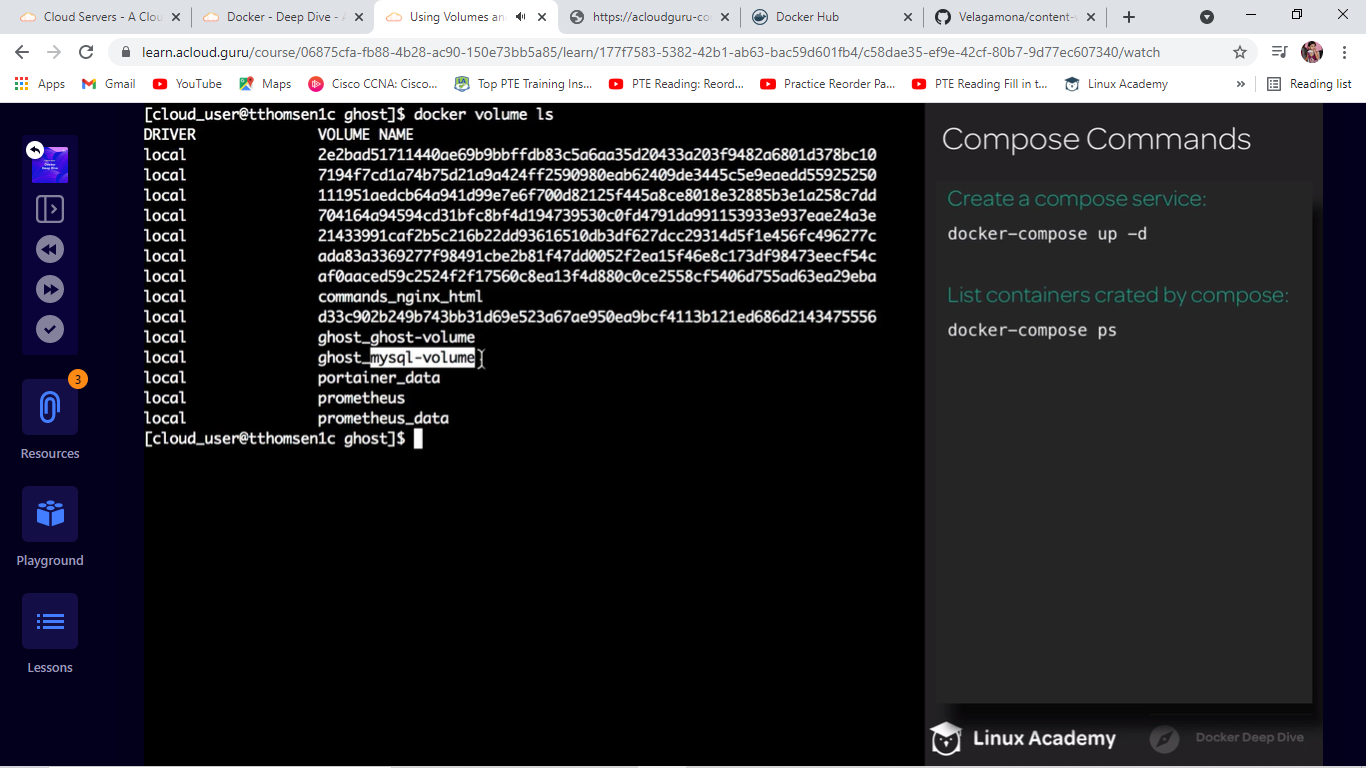 Cloud Servers - A Clou
Docker - Deep Dive - A
Using Volumes an
https://acloudguru-co
Docker Hub
Velagamona/content-
learn.acloud.guru/course/06875cfa-fb88-4b28-ac90-150e73bb5a85/learn/177f7583-5382-42b1-ab63-bac59d601fb4/c58dae35-ef9e-42cf-80b7-9d77ec607340/watch
Apps
Gmail
YouTube
Maps
Cisco CCNA: Cisco...
Top PTE Training Ins...
PTE Reading: Reord...
Practice Reorder Pa...
PTE Reading Fill in t...
Linux Academy
»
Reading list
[cloud_user@tthomsen1c ghost]$ docker volume ls
DRIVER VOLUME NAME
local 2e2bad51711440ae69b9bbffdb83c5a6aa35d20433a203f9482a6801d378bc10
local 7194f7cd1a74b75d21a9a424ff2590980eab62409de3445c5e9eaedd55925250
local 111951aedcb64a941d99e7e6f700d82125f445a8ce8018e32885b3e1a258c7dd
local 704164a94594cd31bfc8bf4d194739530c0fd4791da991153933e937eae24a3e
local 21433991caf2b5c216b22dd93616510db3df627dcc29314d5f1e456fc496277c
local ada83a3369277f98491cbe2b81f47dd0052f2ea15f46e8c173df98473eecf54c
local af0aaced59c2524f2f17560c8ea13f4d880c0ce2558cf5406d755ad63ea29eba
local commands_nginx_html
local d33c902b249b743bb31d69e523a67ae950ea9bcf4113b121ed686d2143475556
local ghost_ghost-volume
local ghost_mysql-volume
local portainer_data
local prometheus
local prometheus_data
[cloud_user@tthomsen1c ghost]$
3
Resources
Playground
Lessons
Compose Commands
Create a compose service:
docker-compose up -d
List containers crated by compose:
docker-compose ps
Linux Academy
Docker Deep Dive